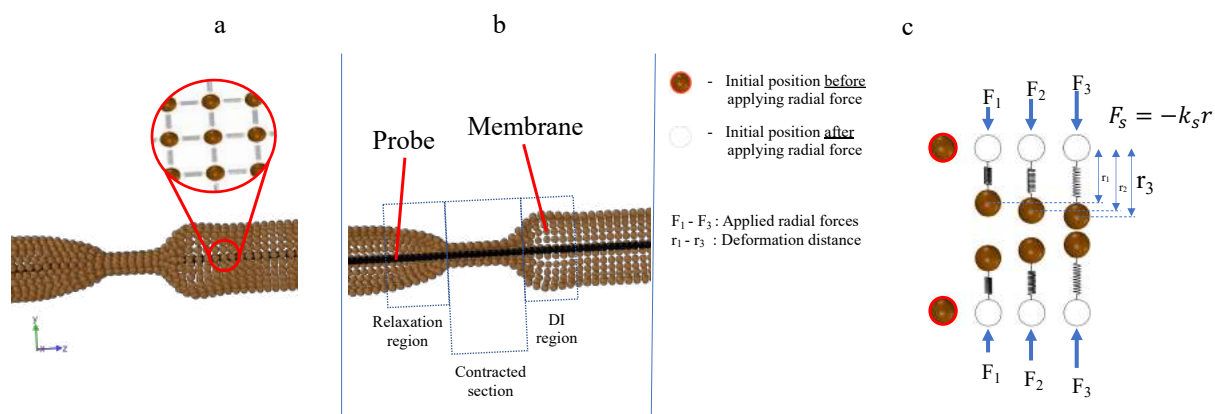 a
y
x
z
b
Probe
Membrane
Relaxation
region
Contracted
section
DI
region
- Initial position before
applying radial force
- Initial position after
applying radial force
F₁ - F₃ : Applied radial forces
r₁ - r₃ : Deformation distance
c
F₁
F₂
F₃
Fₛ = −kₛr
r₁
r₂
r₃
F₁
F₂
F₃